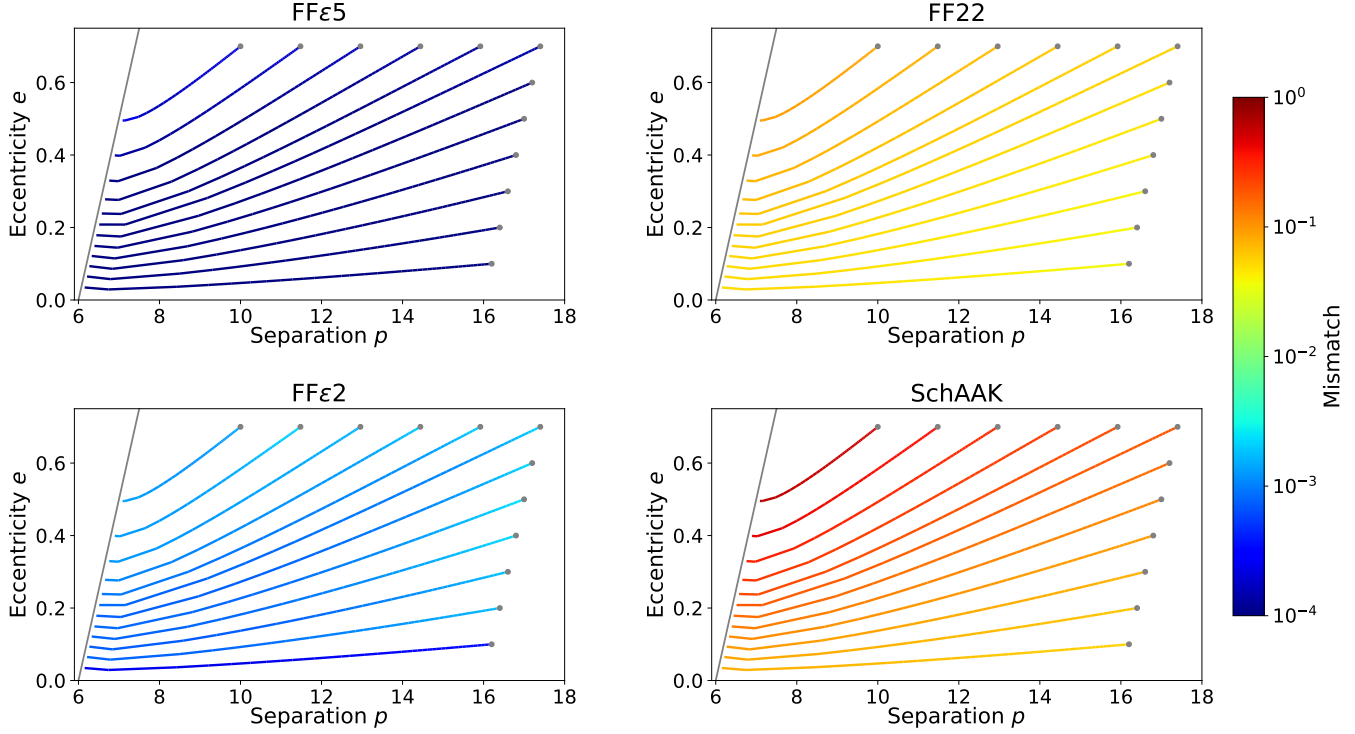 FFε5
0.6
0.4
0.2
0.0
6 8 10 12 14 16 18
Eccentricity e
Separation p
FF22
0.6
0.4
0.2
0.0
6 8 10 12 14 16 18
Eccentricity e
Separation p
FFε2
0.6
0.4
0.2
0.0
6 8 10 12 14 16 18
Eccentricity e
Separation p
SchAAK
0.6
0.4
0.2
0.0
6 8 10 12 14 16 18
Eccentricity e
Separation p
10⁰
10⁻¹
10⁻²
10⁻³
10⁻⁴
Mismatch